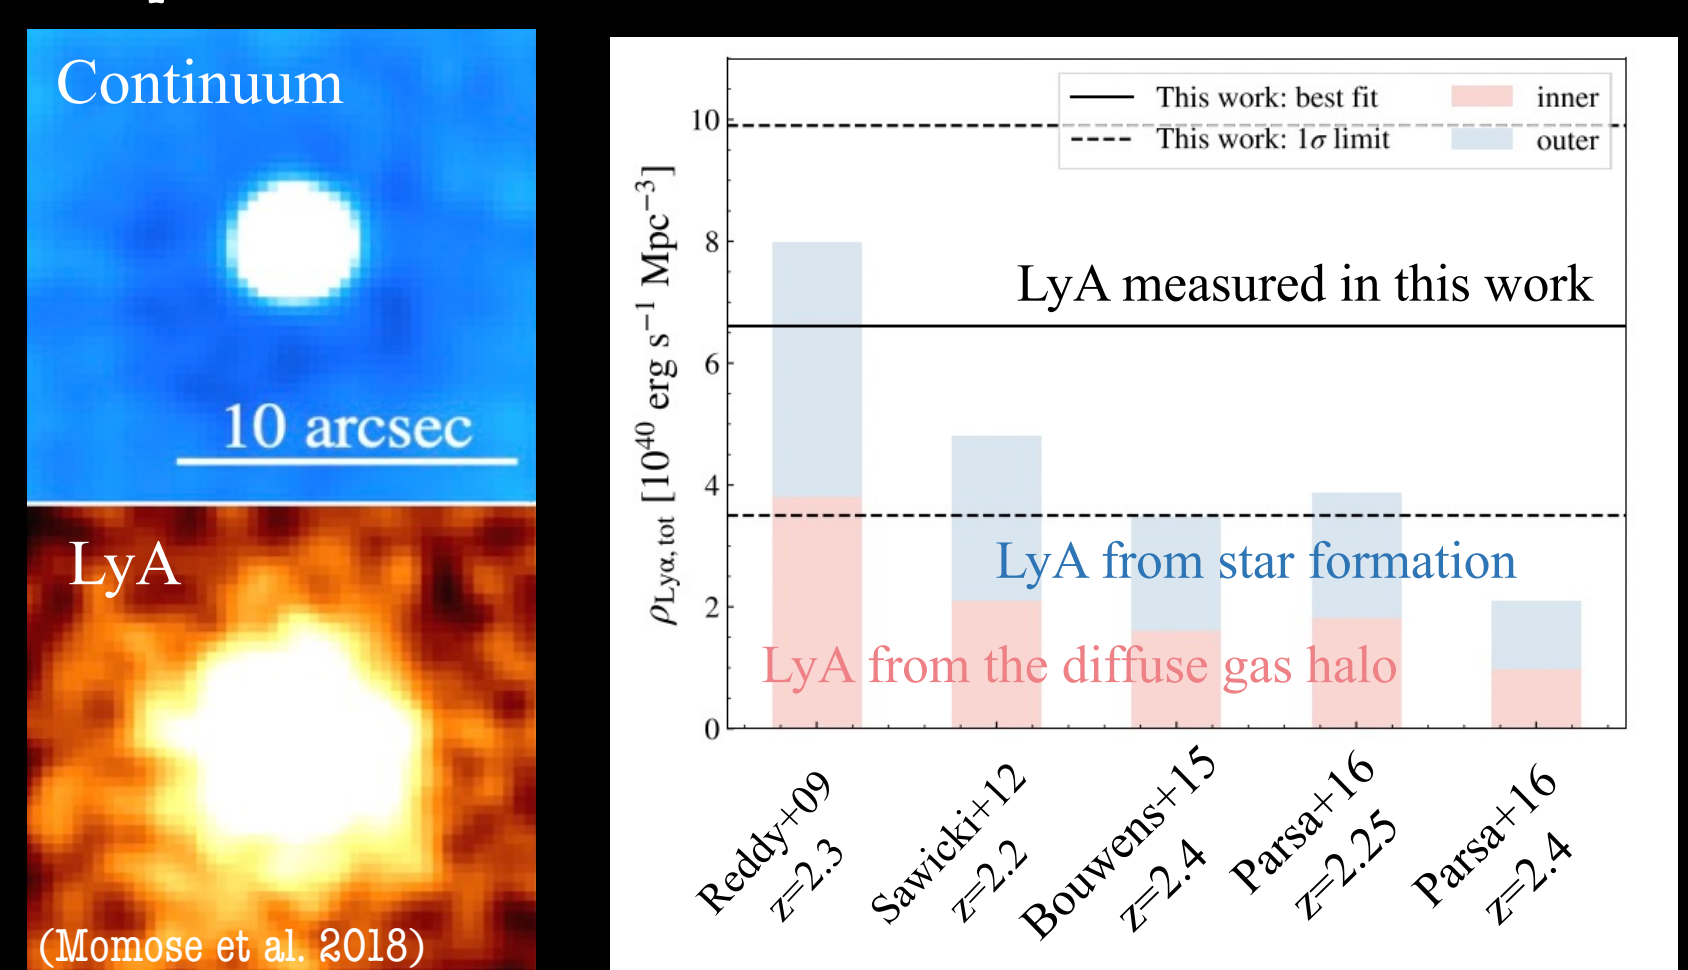 Continuum
10 arcsec
LyA
(Momose et al. 2018)
This work: best fit
This work: 1σ limit
inner
outer
ρLyα,tot [10⁴⁰ erg s⁻¹ Mpc⁻³]
10
8
6
4
2
0
LyA measured in this work
LyA from star formation
LyA from the diffuse gas halo
Reddy+09
z=2.3
Sawicki+12
z=2.2
Bouwens+15
z=2.4
Parsa+16
z=2.25
Parsa+16
z=2.4